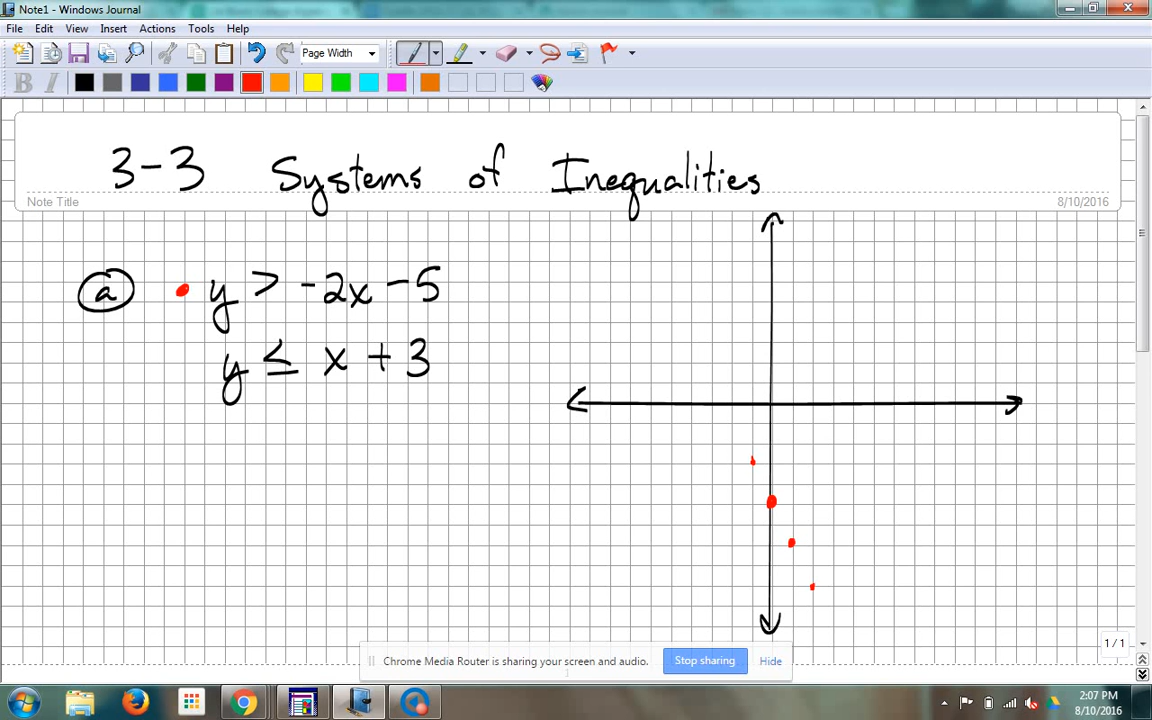 Note1 - Windows Journal
File Edit View Insert Actions Tools Help
Page Width
B I
3-3 Systems of Inequalities
Note Title 8/10/2016
a y > -2x - 5
y ≤ x + 3
1 / 1
Chrome Media Router is sharing your screen and audio. Stop sharing Hide
2:07 PM
8/10/2016